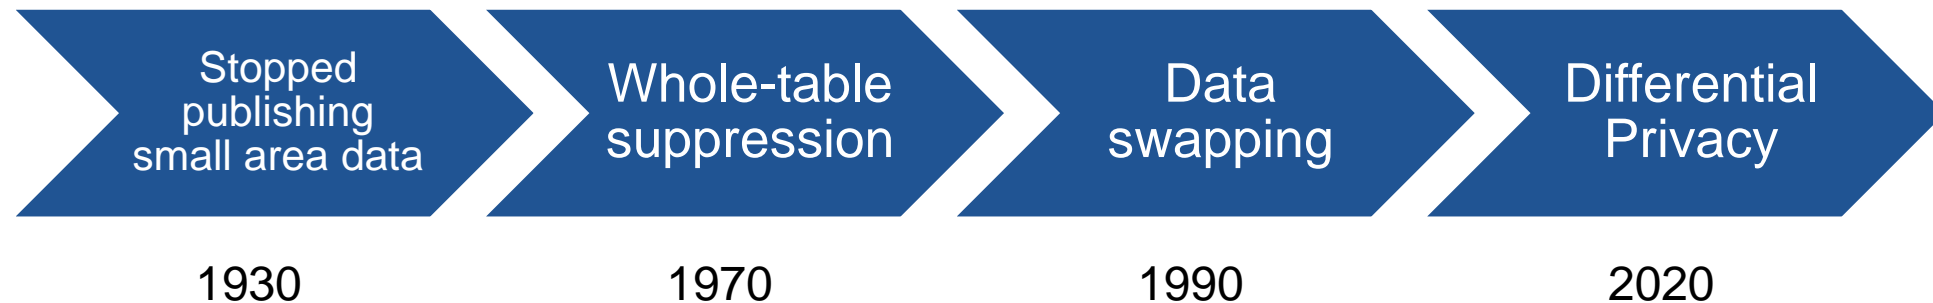 Stopped
publishing
small area data
Whole-table
suppression
Data
swapping
Differential
Privacy
1930
1970
1990
2020